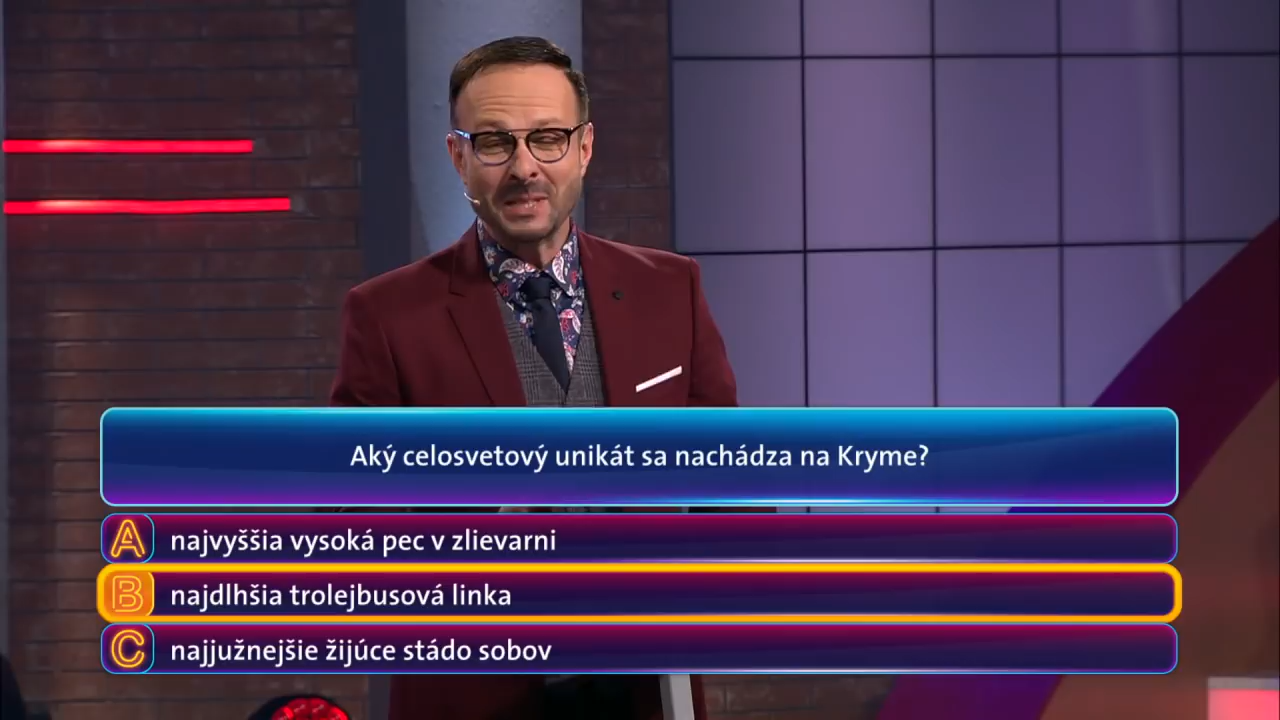 Aký celosvetový unikát sa nachádza na Kryme?
A najvyššia vysoká pec v zlievarni
B najdlhšia trolejbusová linka
C najjužnejšie žijúce stádo sobov